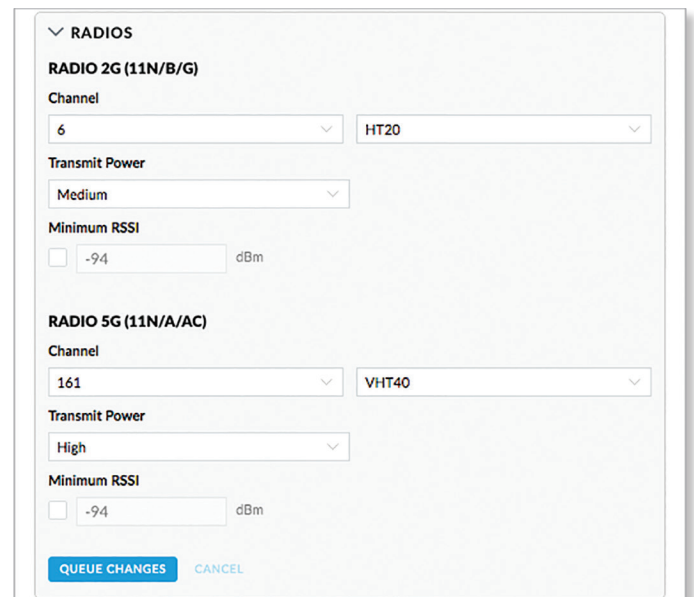 RADIOS
RADIO 2G (11N/B/G)
Channel
6 HT20
Transmit Power
Medium
Minimum RSSI
-94 dBm
RADIO 5G (11N/A/AC)
Channel
161 VHT40
Transmit Power
High
Minimum RSSI
-94 dBm
QUEUE CHANGES CANCEL